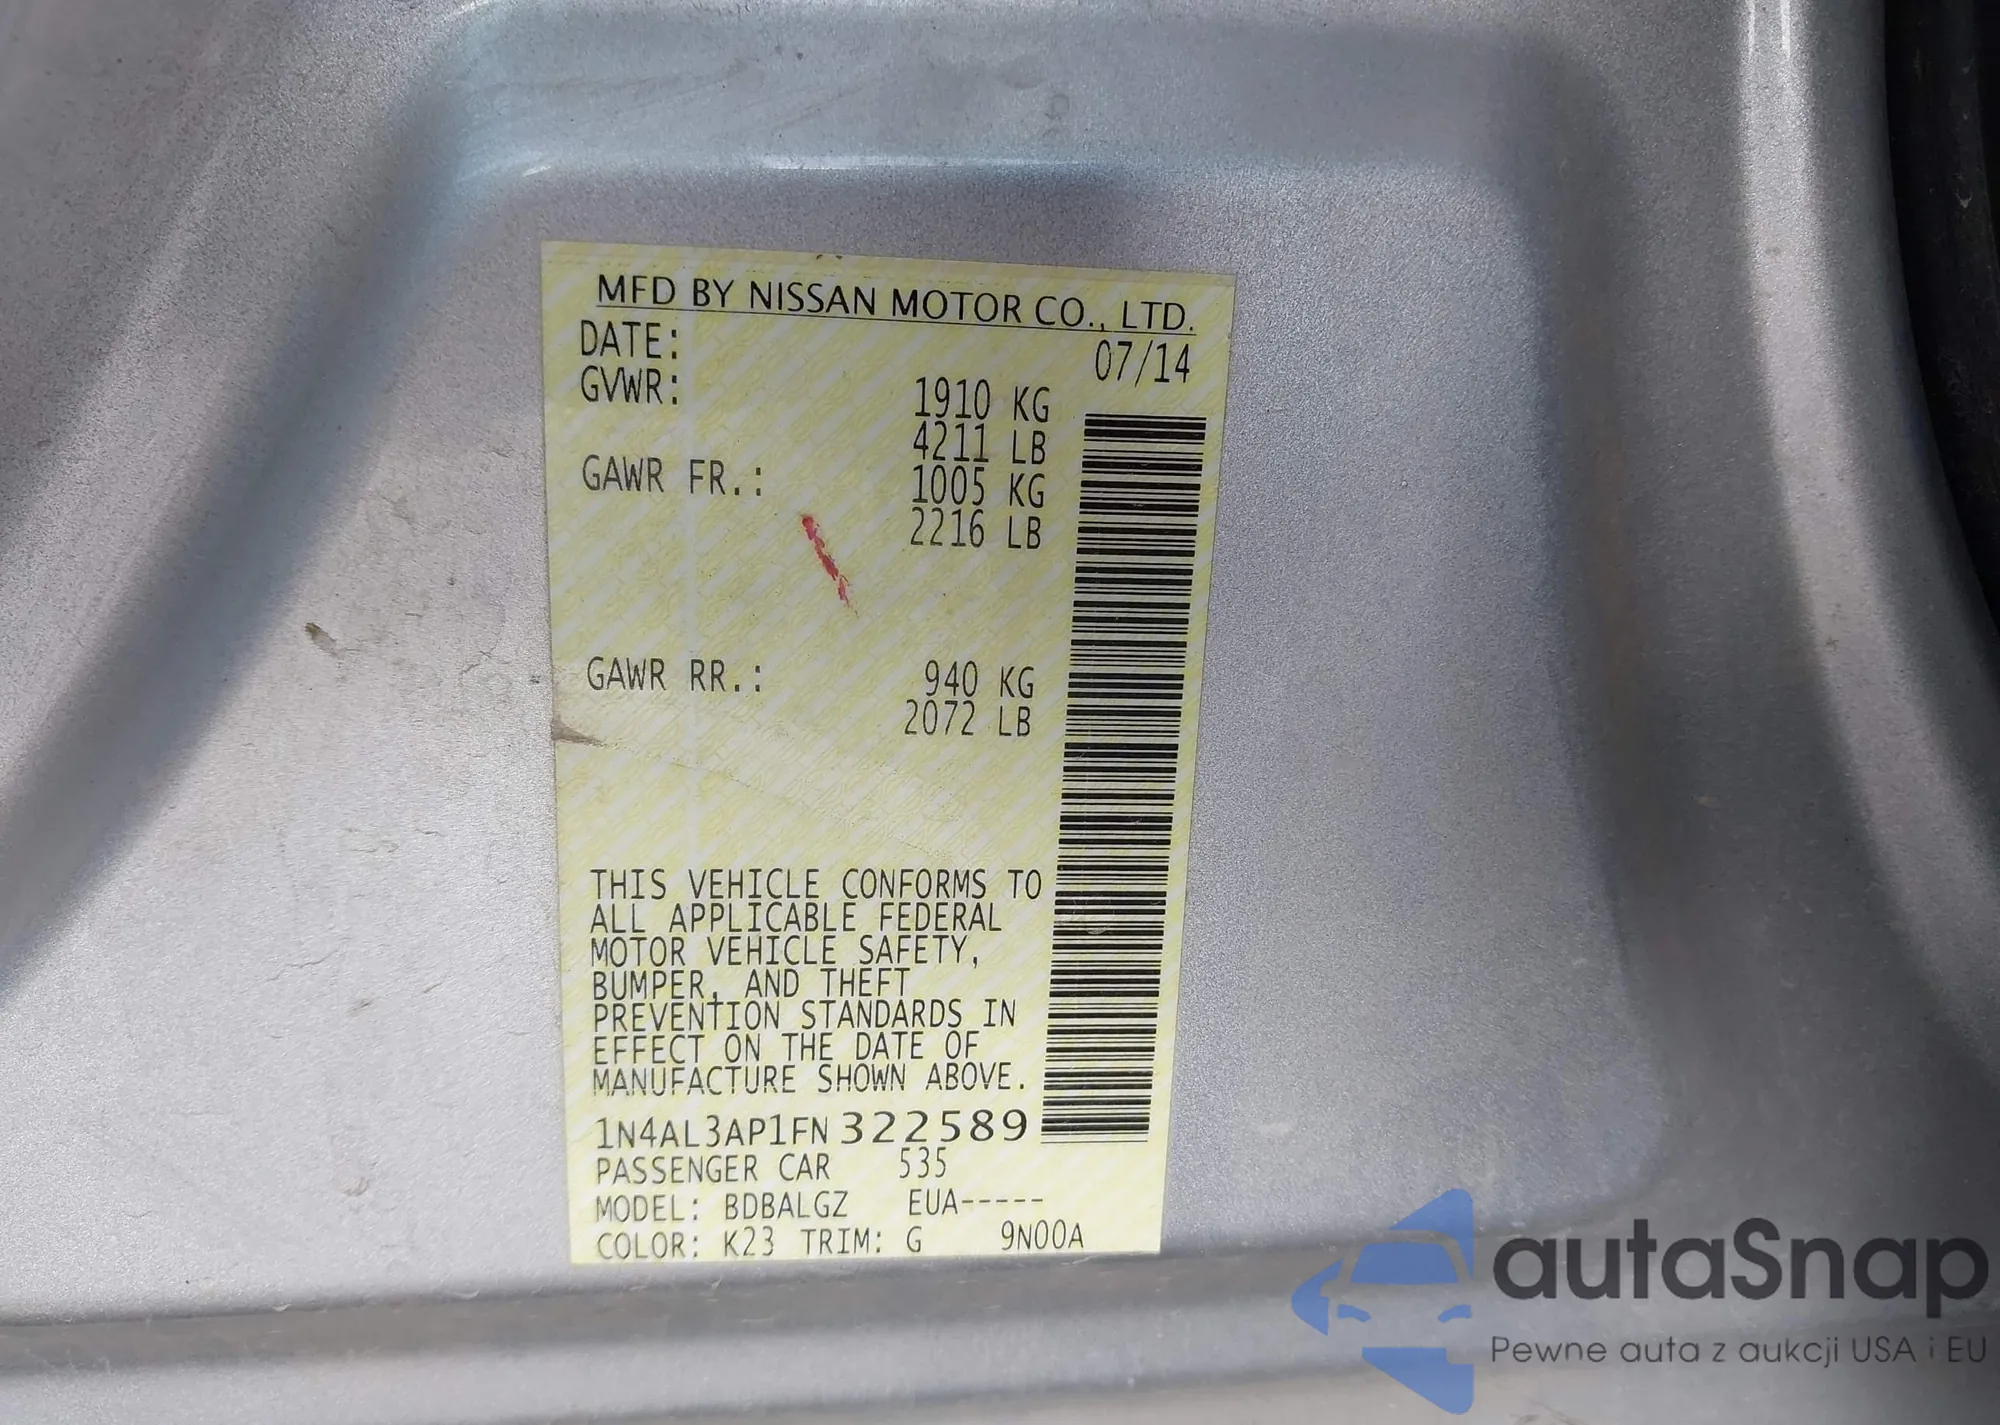 MFD BY NISSAN MOTOR CO., LTD.
DATE: 07/14
GVWR: 1910 KG
4211 LB
GAWR FR.: 1005 KG
2216 LB
GAWR RR.: 940 KG
2072 LB
THIS VEHICLE CONFORMS TO
ALL APPLICABLE FEDERAL
MOTOR VEHICLE SAFETY,
BUMPER, AND THEFT
PREVENTION STANDARDS IN
EFFECT ON THE DATE OF
MANUFACTURE SHOWN ABOVE.
1N4AL3AP1FN322589
PASSENGER CAR 535
MODEL: BDBALGZ EUA-----
COLOR: K23 TRIM: G 9N00A
autaSnap
Pewne auta z aukcji USA i EU